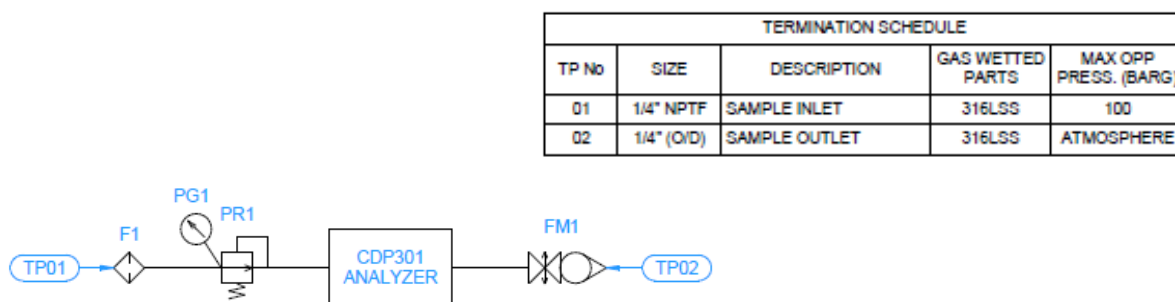 TERMINATION SCHEDULE
TP No SIZE DESCRIPTION GAS WETTED PARTS MAX OPP PRESS. (BARG)
01 1/4" NPTF SAMPLE INLET 316LSS 100
02 1/4" (O/D) SAMPLE OUTLET 316LSS ATMOSPHERE
PG1
PR1
F1
FM1
TP01
CDP301
ANALYZER
TP02